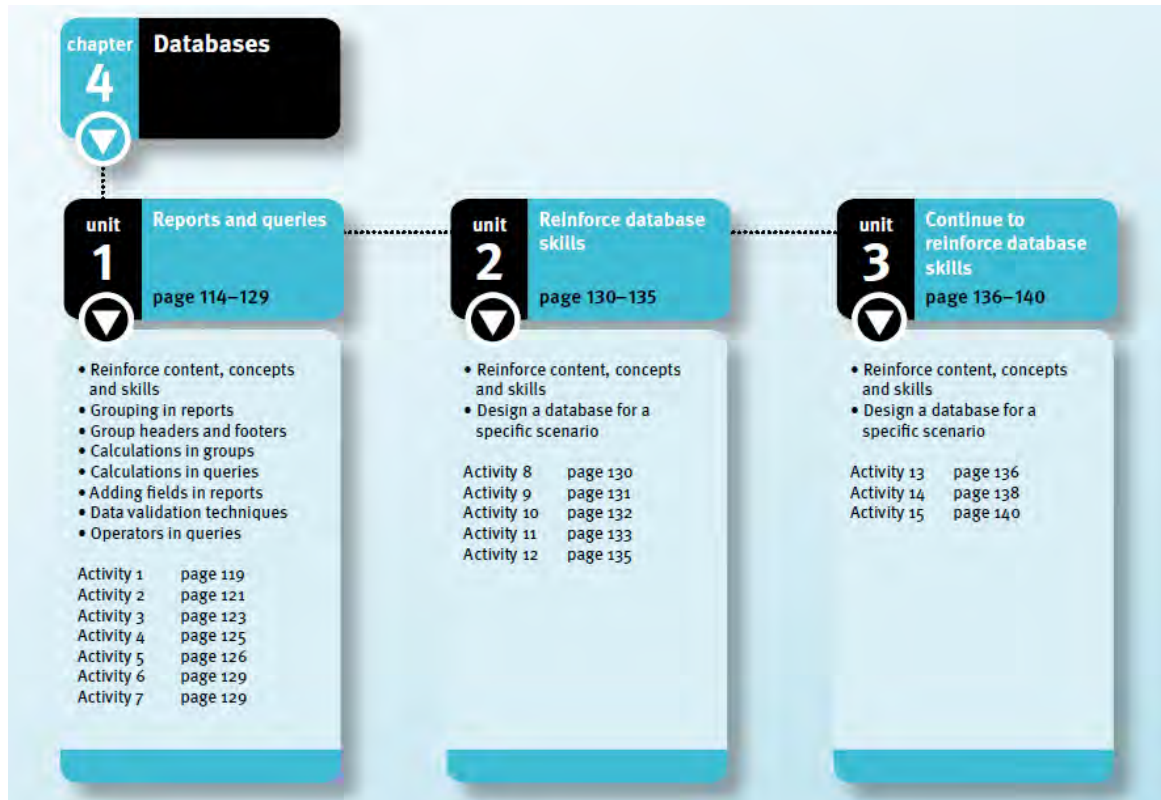 chapter
4
Databases
unit
1
Reports and queries
page 114–129
• Reinforce content, concepts
and skills
• Grouping in reports
• Group headers and footers
• Calculations in groups
• Calculations in queries
• Adding fields in reports
• Data validation techniques
• Operators in queries
Activity 1 page 119
Activity 2 page 121
Activity 3 page 123
Activity 4 page 125
Activity 5 page 126
Activity 6 page 129
Activity 7 page 129
unit
2
Reinforce database
skills
page 130–135
• Reinforce content, concepts
and skills
• Design a database for a
specific scenario
Activity 8 page 130
Activity 9 page 131
Activity 10 page 132
Activity 11 page 133
Activity 12 page 135
unit
3
Continue to
reinforce database
skills
page 136–140
• Reinforce content, concepts
and skills
• Design a database for a
specific scenario
Activity 13 page 136
Activity 14 page 138
Activity 15 page 140